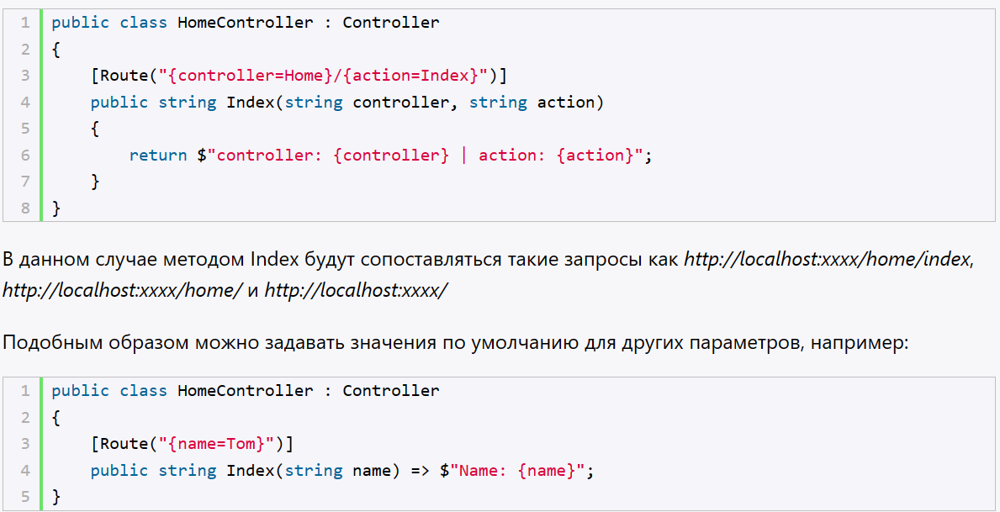 1 public class HomeController : Controller
2 {
3     [Route("{controller=Home}/{action=Index}")]
4     public string Index(string controller, string action)
5     {
6         return $"controller: {controller} | action: {action}";
7     }
8 }
В данном случае методом Index будут сопоставляться такие запросы как http://localhost:xxxx/home/index,
http://localhost:xxxx/home/ и http://localhost:xxxx/
Подобным образом можно задавать значения по умолчанию для других параметров, например:
1 public class HomeController : Controller
2 {
3     [Route("{name=Tom}")]
4     public string Index(string name) => $"Name: {name}";
5 }